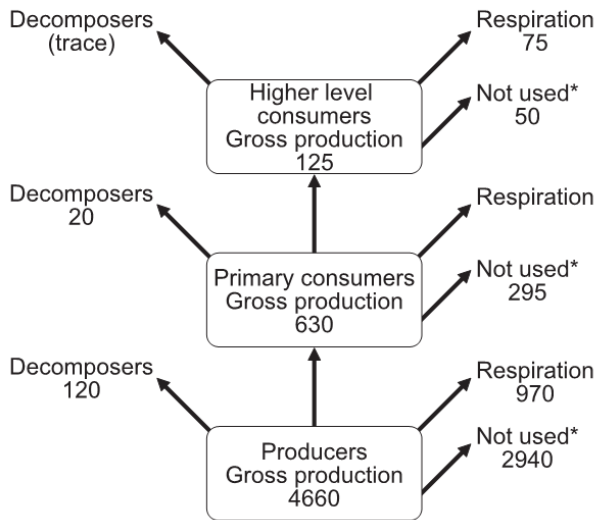 Decomposers
(trace)
Respiration
75
Higher level
consumers
Gross production
125
Not used*
50
Decomposers
20
Respiration
Primary consumers
Gross production
630
Not used*
295
Decomposers
120
Respiration
970
Producers
Gross production
4660
Not used*
2940